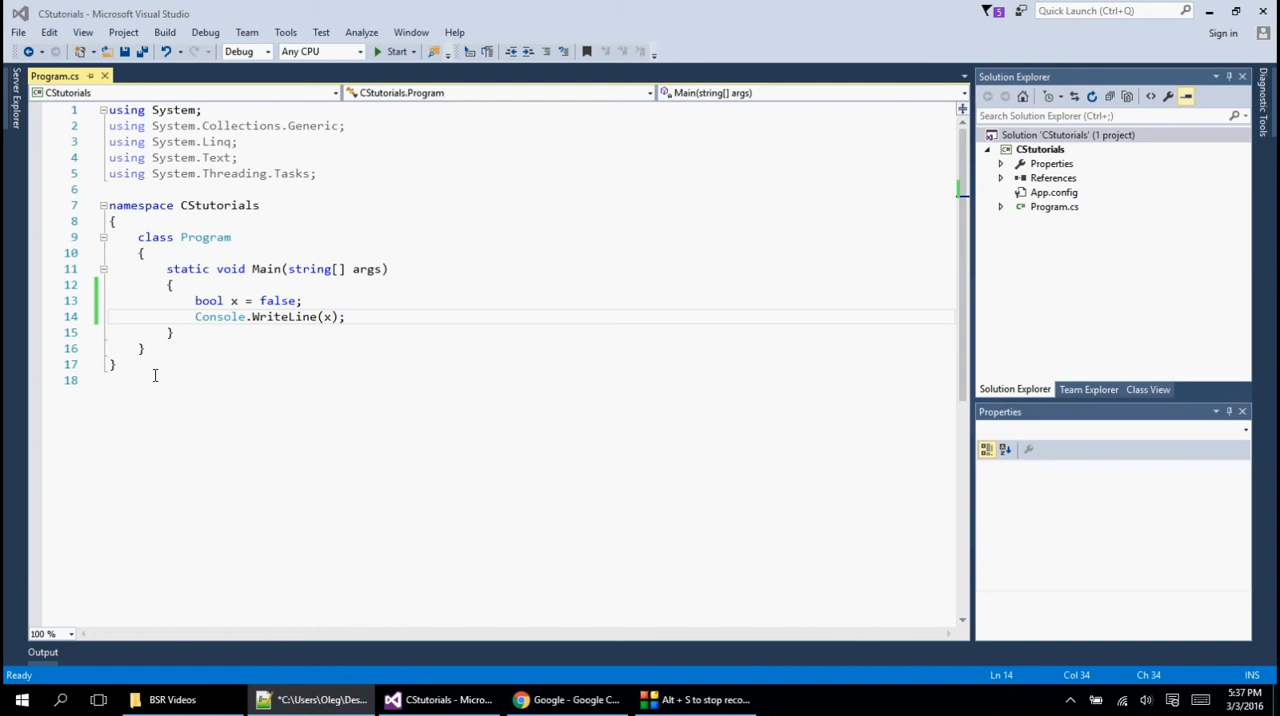 CStutorials - Microsoft Visual Studio
5
Quick Launch (Ctrl+Q)
File Edit View Project Build Debug Team Tools Test Analyze Window Help
Sign in
Debug Any CPU Start
Server Explorer
Program.cs
CStutorials CStutorials.Program Main(string[] args)
1 using System;
2 using System.Collections.Generic;
3 using System.Linq;
4 using System.Text;
5 using System.Threading.Tasks;
6
7 namespace CStutorials
8 {
9 class Program
10 {
11 static void Main(string[] args)
12 {
13 bool x = false;
14 Console.WriteLine(x);
15 }
16 }
17 }
18
100 %
Output
Solution Explorer
Search Solution Explorer (Ctrl+;)
Solution 'CStutorials' (1 project)
CStutorials
Properties
References
App.config
Program.cs
Solution Explorer Team Explorer Class View
Properties
Diagnostic Tools
Ready Ln 14 Col 34 Ch 34 INS
BSR Videos *C:\Users\Oleg\Des... CStutorials - Micro... Google - Google C... Alt + S to stop reco...
5:37 PM
3/3/2016